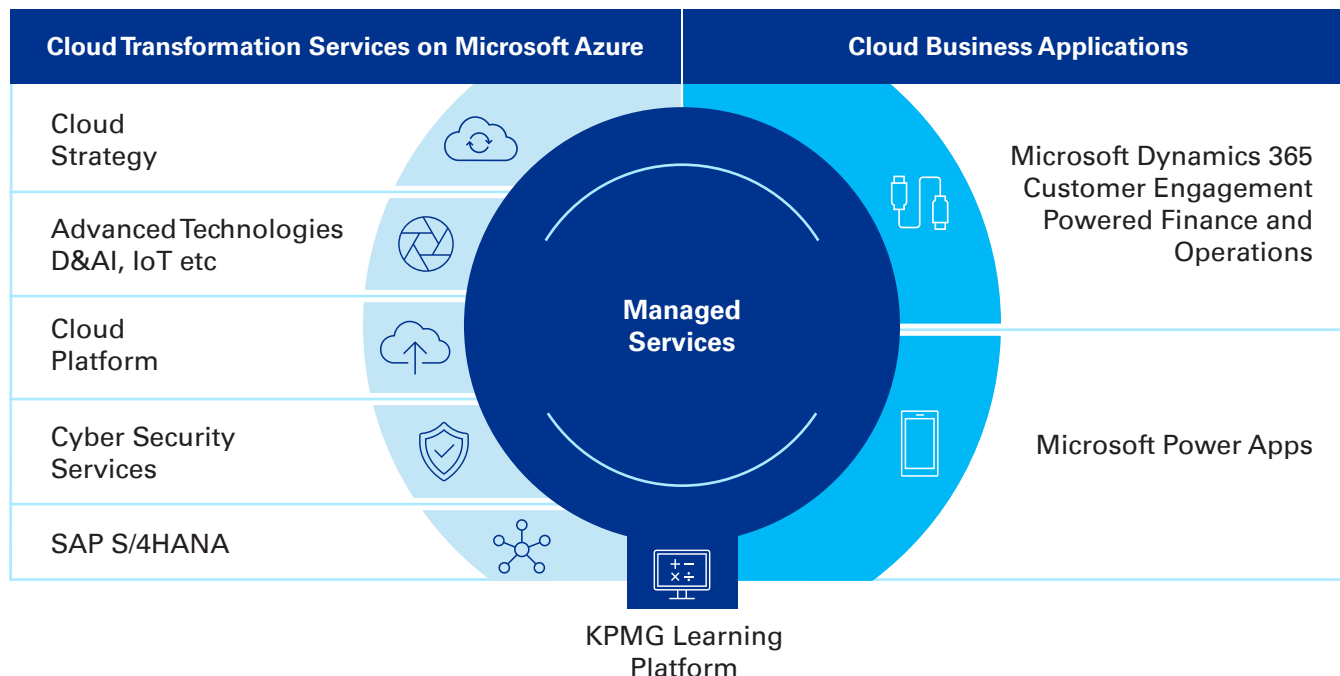 Cloud Transformation Services on Microsoft Azure
Cloud Business Applications
Cloud
Strategy
Advanced Technologies
D&AI, IoT etc
Cloud
Platform
Cyber Security
Services
SAP S/4HANA
Managed
Services
Microsoft Dynamics 365
Customer Engagement
Powered Finance and
Operations
Microsoft Power Apps
KPMG Learning
Platform